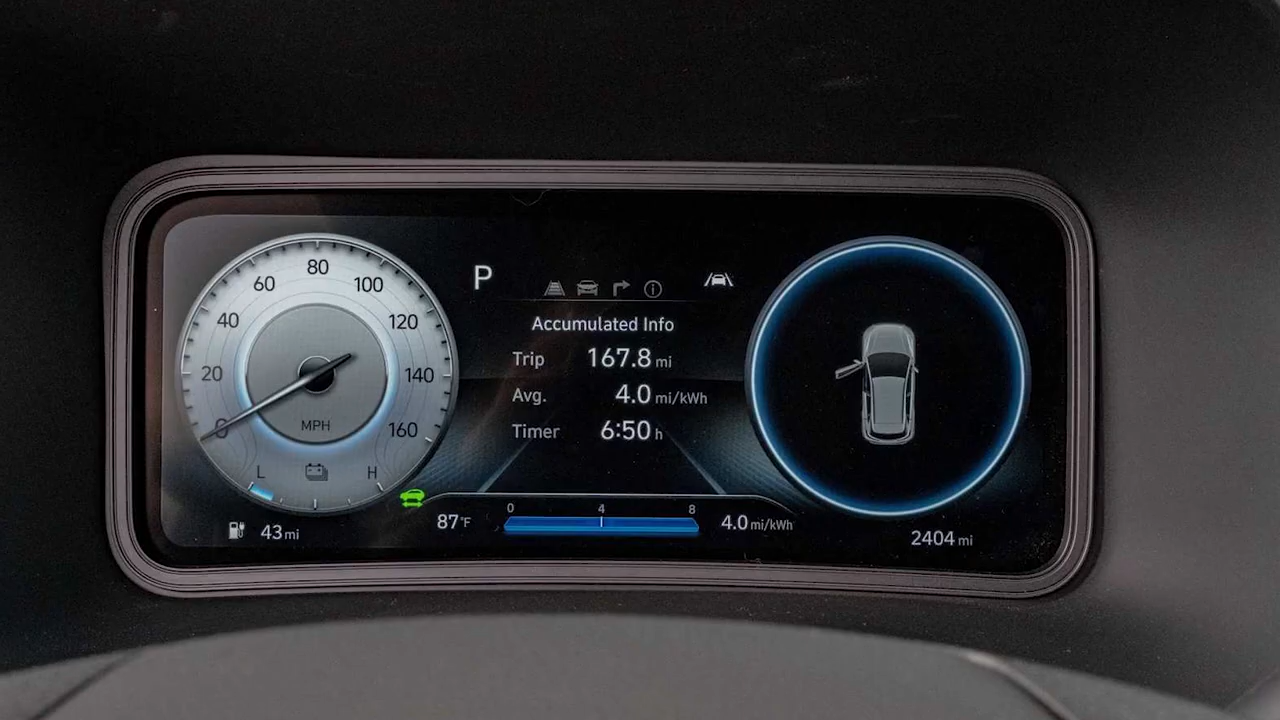 0
20
40
60
80
100
120
140
160
MPH
L H
43 mi
P
Accumulated Info
Trip 167.8 mi
Avg. 4.0 mi/kWh
Timer 6:50 h
87°F
0 4 8
4.0 mi/kWh
2404 mi